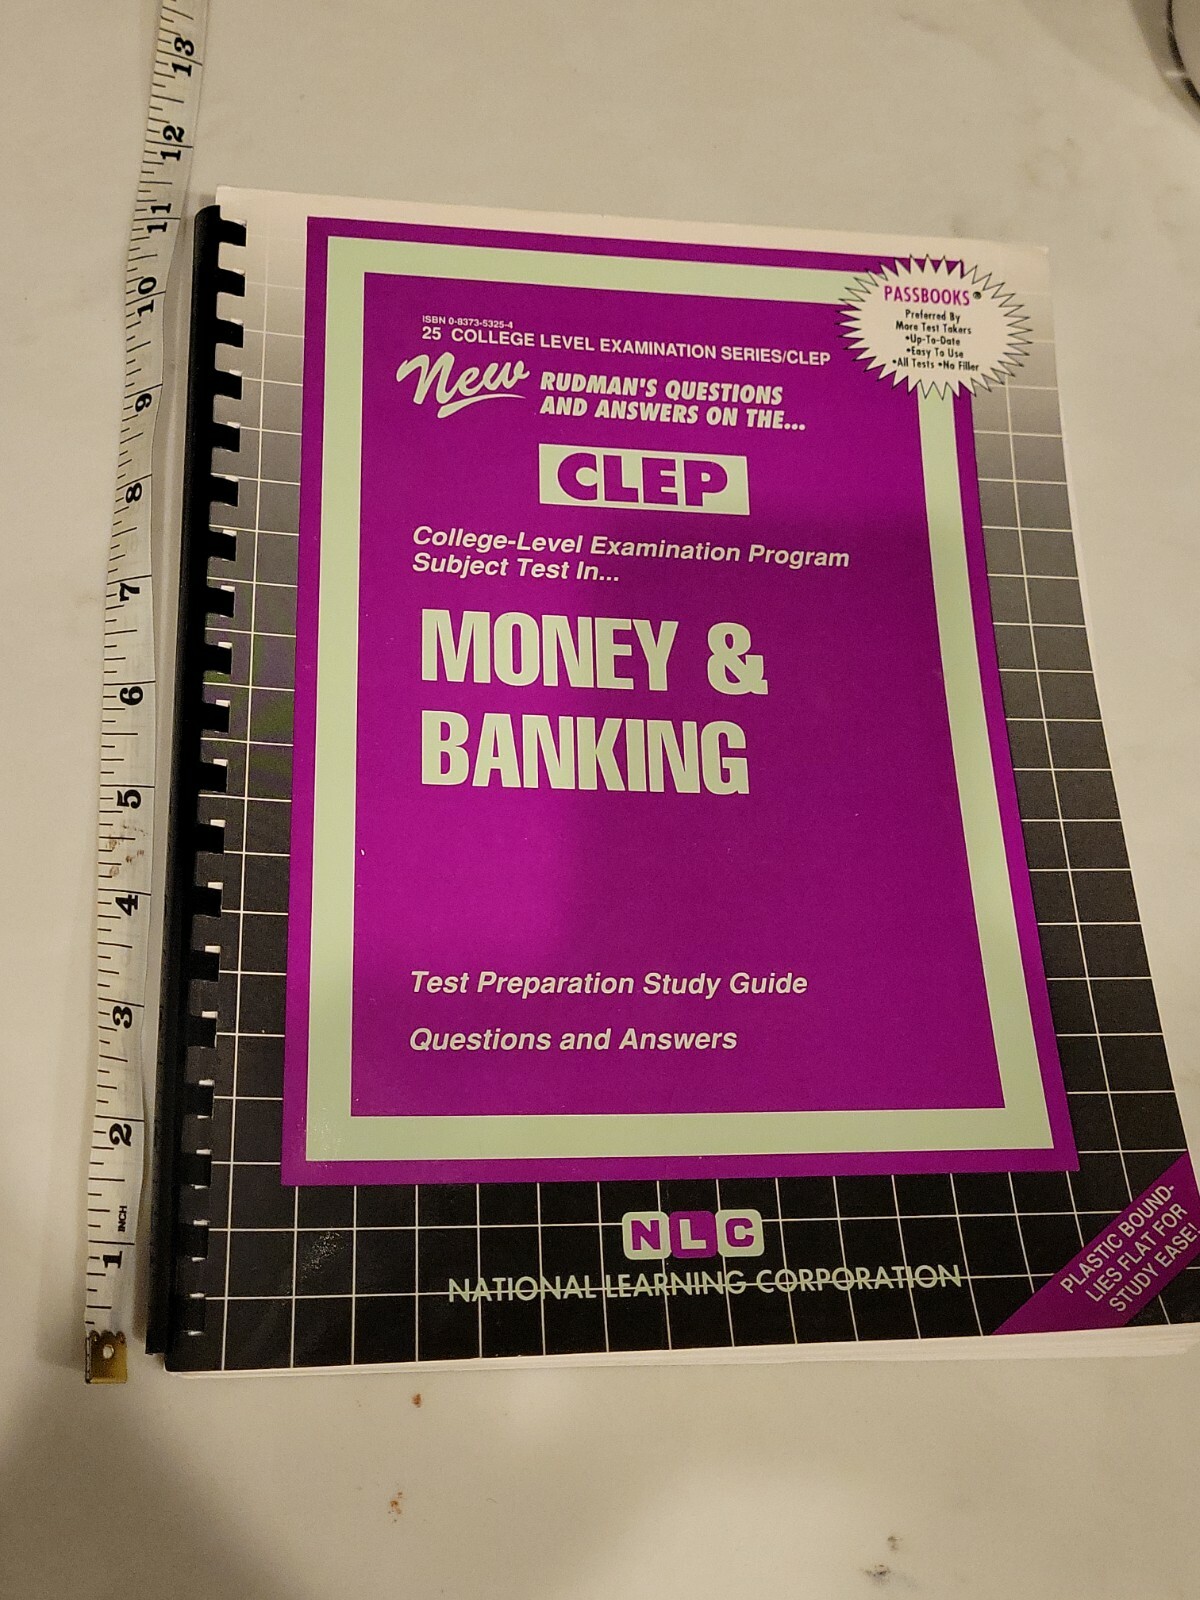 ISBN 0-8373-5325-4
25 COLLEGE LEVEL EXAMINATION SERIES/CLEP
New RUDMAN'S QUESTIONS
AND ANSWERS ON THE...
PASSBOOKS®
Preferred By
More Test Takers
•Up-To-Date
•Easy To Use
•All Tests •No Filler
CLEP
College-Level Examination Program
Subject Test In...
MONEY &
BANKING
Test Preparation Study Guide
Questions and Answers
NLC
NATIONAL LEARNING CORPORATION
PLASTIC BOUND-
LIES FLAT FOR
STUDY EASE!
13
12
11
10
9
8
7
6
5
4
3
2
INCH
1